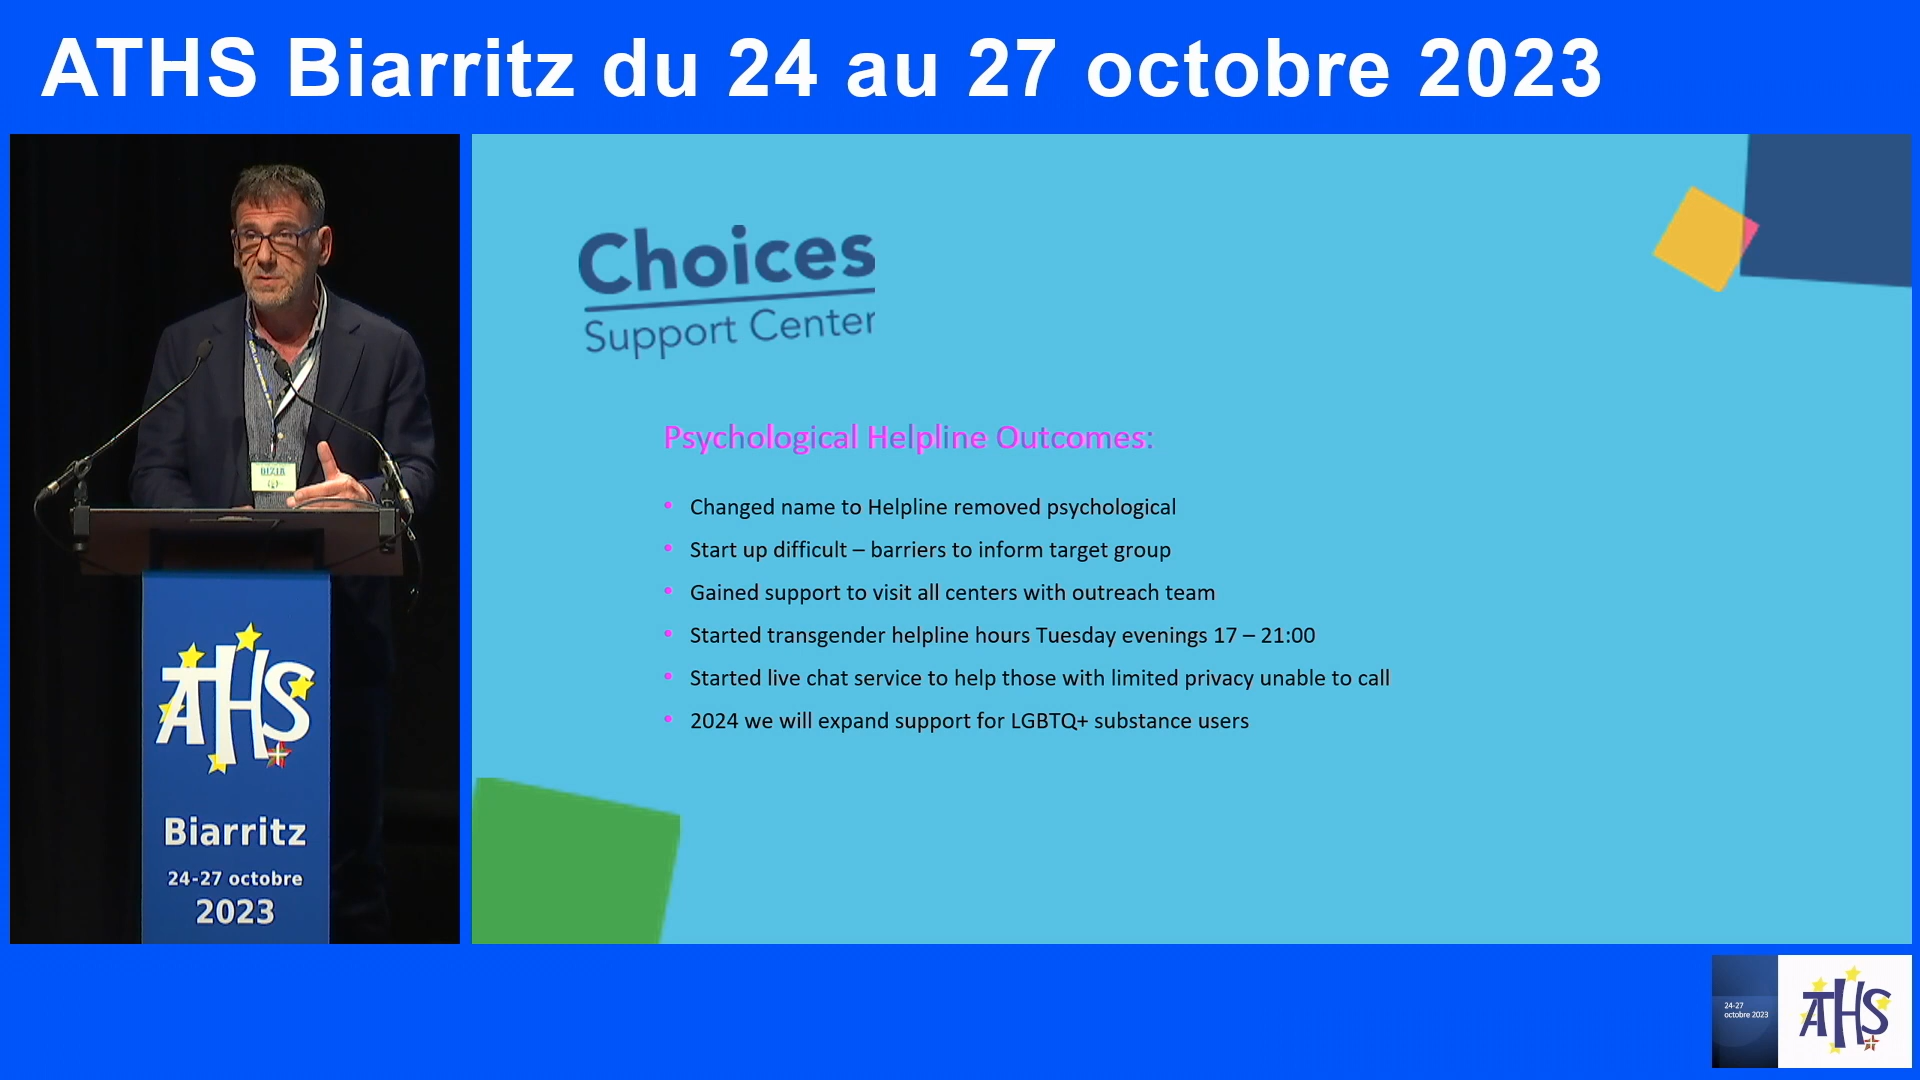 ATHS Biarritz du 24 au 27 octobre 2023
Choices
Support Center
Psychological Helpline Outcomes:
• Changed name to Helpline removed psychological
• Start up difficult – barriers to inform target group
• Gained support to visit all centers with outreach team
• Started transgender helpline hours Tuesday evenings 17 – 21:00
• Started live chat service to help those with limited privacy unable to call
• 2024 we will expand support for LGBTQ+ substance users
BIZIA
ATHS
Biarritz
24-27 octobre
2023
24-27
octobre 2023
ATHS